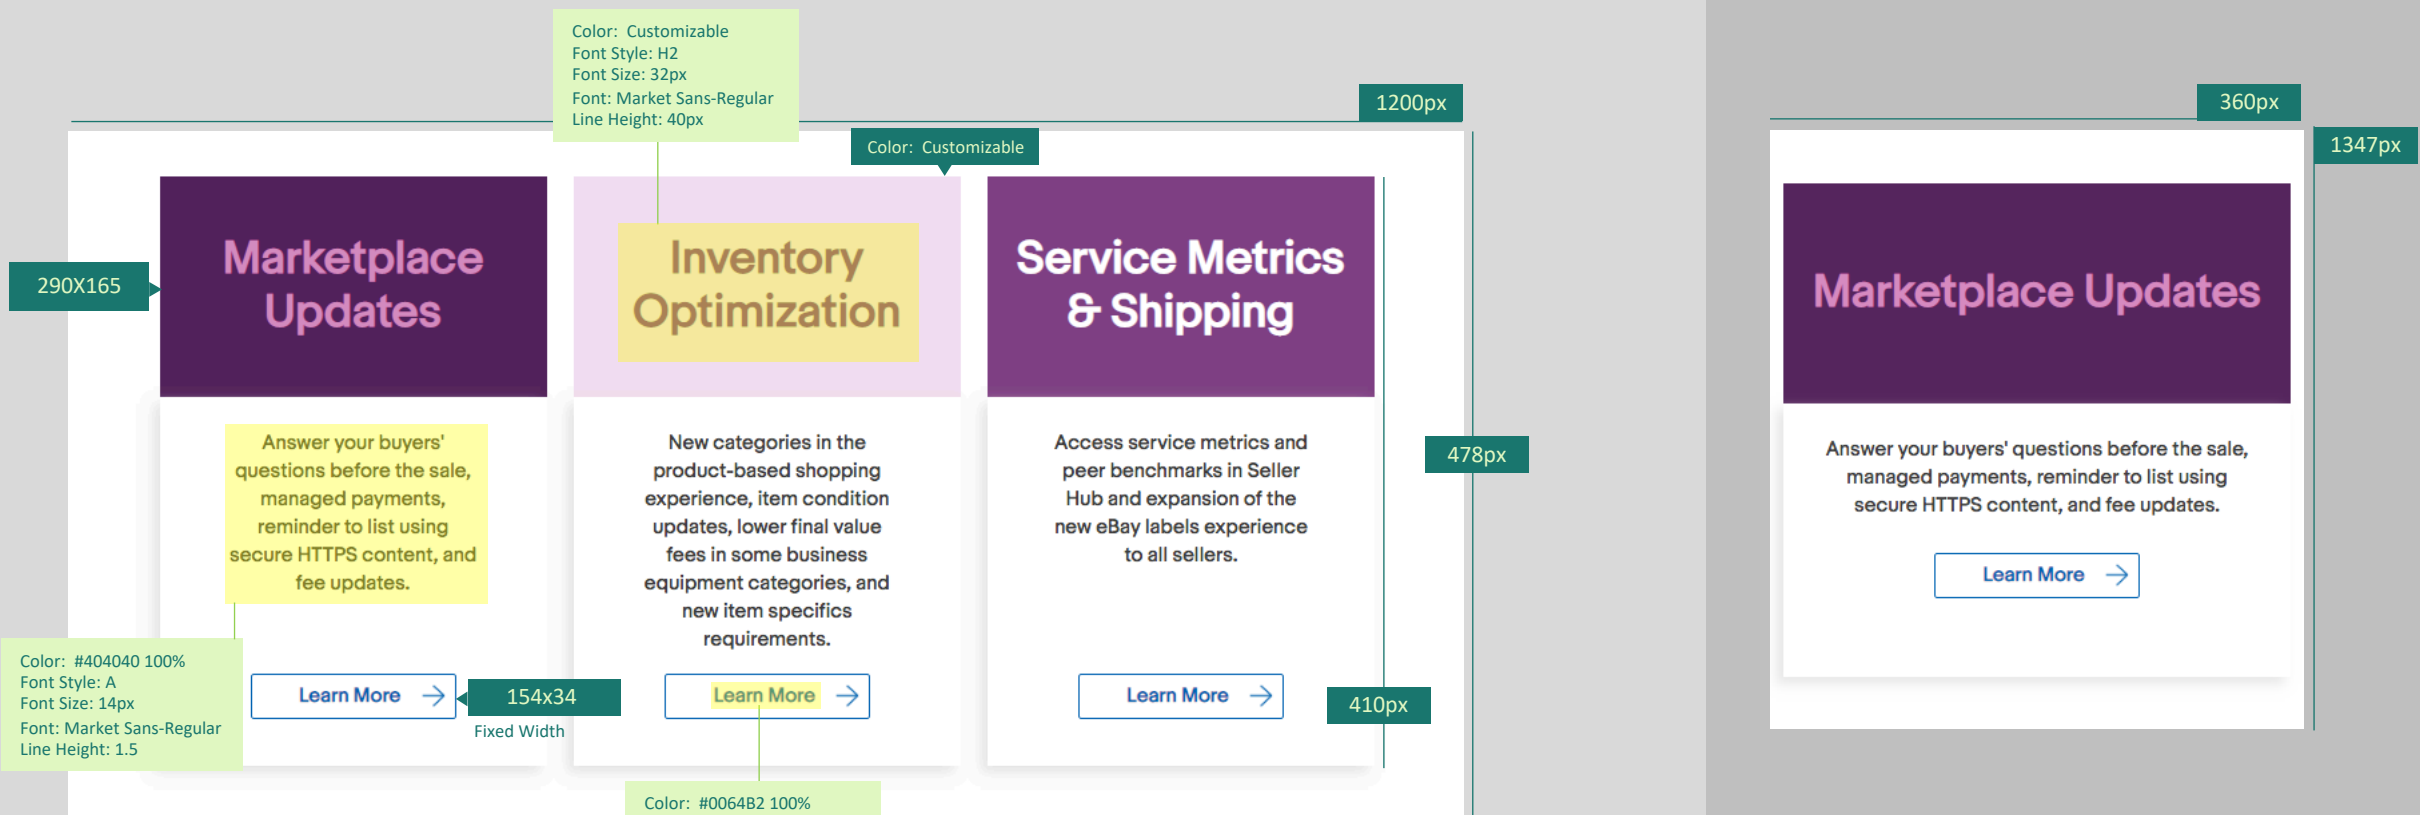 Color:  Customizable
Font Style: H2
Font Size: 32px
Font: Market Sans-Regular
Line Height: 40px
1200px
Color:  Customizable
290X165
Marketplace
Updates
Inventory
Optimization
Service Metrics
& Shipping
Answer your buyers'
questions before the sale,
managed payments,
reminder to list using
secure HTTPS content, and
fee updates.
New categories in the
product-based shopping
experience, item condition
updates, lower final value
fees in some business
equipment categories, and
new item specifics
requirements.
Access service metrics and
peer benchmarks in Seller
Hub and expansion of the
new eBay labels experience
to all sellers.
478px
Color:  #404040 100%
Font Style: A
Font Size: 14px
Font: Market Sans-Regular
Line Height: 1.5
Learn More
154x34
Fixed Width
Learn More
Learn More
410px
Color:  #0064B2 100%
360px
1347px
Marketplace Updates
Answer your buyers' questions before the sale,
managed payments, reminder to list using
secure HTTPS content, and fee updates.
Learn More